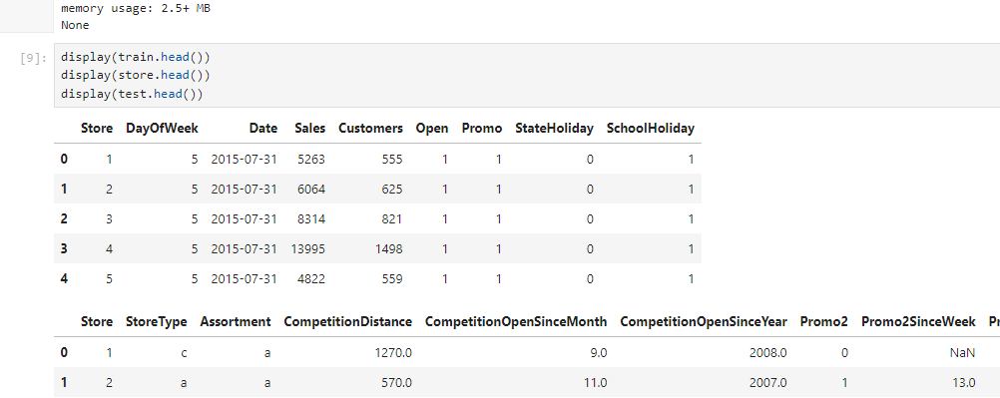 memory usage: 2.5+ MB
None
[9]:
display(train.head())
display(store.head())
display(test.head())
Store DayOfWeek Date Sales Customers Open Promo StateHoliday SchoolHoliday
0 1 5 2015-07-31 5263 555 1 1 0 1
1 2 5 2015-07-31 6064 625 1 1 0 1
2 3 5 2015-07-31 8314 821 1 1 0 1
3 4 5 2015-07-31 13995 1498 1 1 0 1
4 5 5 2015-07-31 4822 559 1 1 0 1
Store StoreType Assortment CompetitionDistance CompetitionOpenSinceMonth CompetitionOpenSinceYear Promo2 Promo2SinceWeek
0 1 c a 1270.0 9.0 2008.0 0 NaN
1 2 a a 570.0 11.0 2007.0 1 13.0